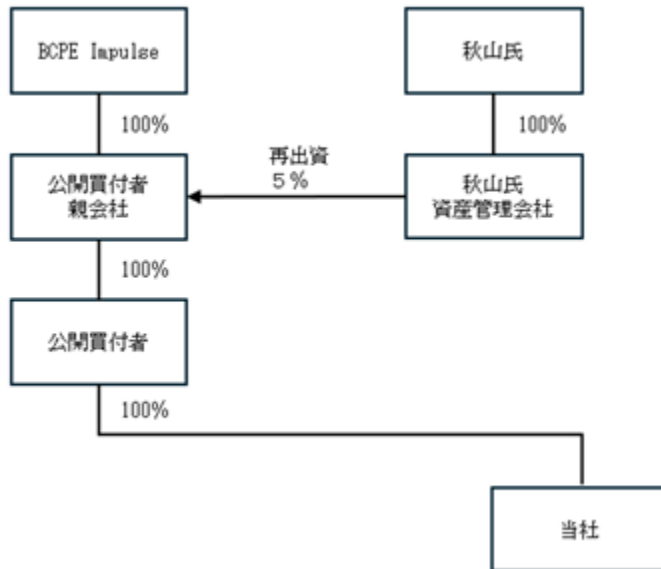 BCPE Impulse
秋山氏
100%
100%
再出資
5％
公開買付者
親会社
秋山氏
資産管理会社
100%
公開買付者
100%
当社